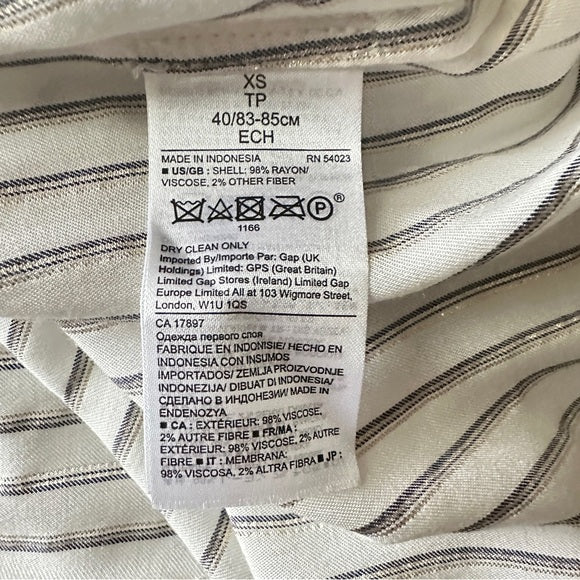 XS
TP
40/83-85CM
ECH
MADE IN INDONESIA RN 54023
■ US/GB : SHELL: 98% RAYON/
VISCOSE, 2% OTHER FIBER
P ®
1166
DRY CLEAN ONLY
Imported By/Importe Par: Gap (UK
Holdings) Limited: GPS (Great Britain)
Limited Gap Stores (Ireland) Limited Gap
Europe Limited All at 103 Wigmore Street,
London, W1U 1QS
CA 17897
Одежда первого слоя
FABRIQUE EN INDONISIE/ HECHO EN
INDONESIA CON INSUMOS
IMPORTADOS/ ZEMLJA PROIZVODNJE
INDONEZIJA/ DIBUAT DI INDONESIA/
СДЕЛАНО В ИНДОНЕЗИИ/ MADE IN
ENDENOZYA
■ CA : EXTÉRIEUR: 98% VISCOSE,
2% AUTRE FIBRE ■ FR/MA :
EXTÉRIEUR: 98% VISCOSE, 2% AUTRE
FIBRE ■ IT : MEMBRANA:
98% VISCOSA, 2% ALTRA FIBRA ■ JP :